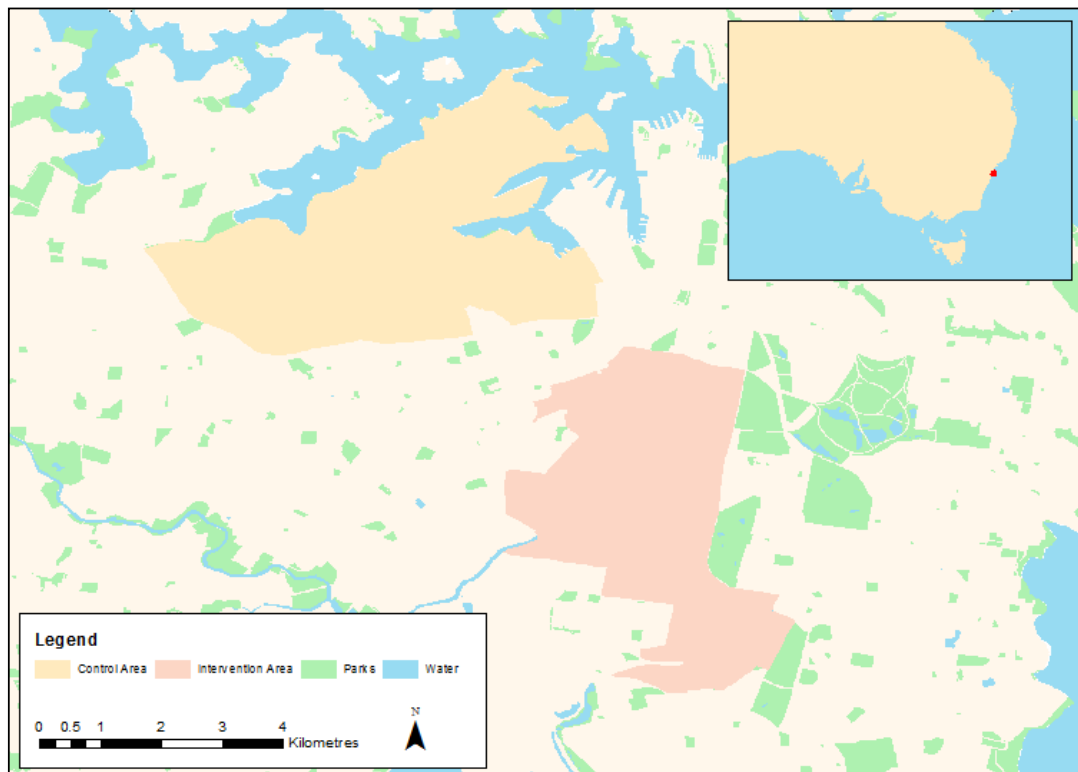 N
Legend
Control Area Intervention Area Parks Water
0 0.5 1 2 3 4
Kilometres